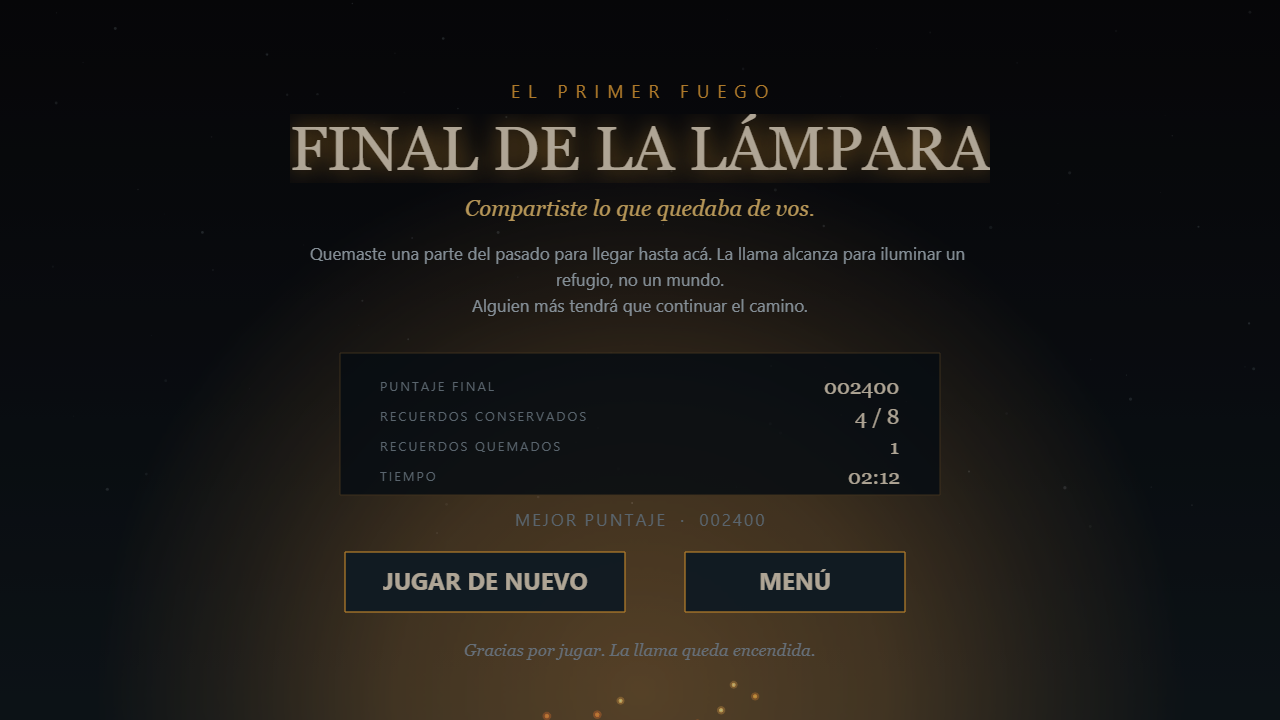 EL PRIMER FUEGO
FINAL DE LA LÁMPARA
Compartiste lo que quedaba de vos.
Quemaste una parte del pasado para llegar hasta acá. La llama alcanza para iluminar un
refugio, no un mundo.
Alguien más tendrá que continuar el camino.
PUNTAJE FINAL 002400
RECUERDOS CONSERVADOS 4 / 8
RECUERDOS QUEMADOS 1
TIEMPO 02:12
MEJOR PUNTAJE · 002400
JUGAR DE NUEVO MENÚ
Gracias por jugar. La llama queda encendida.